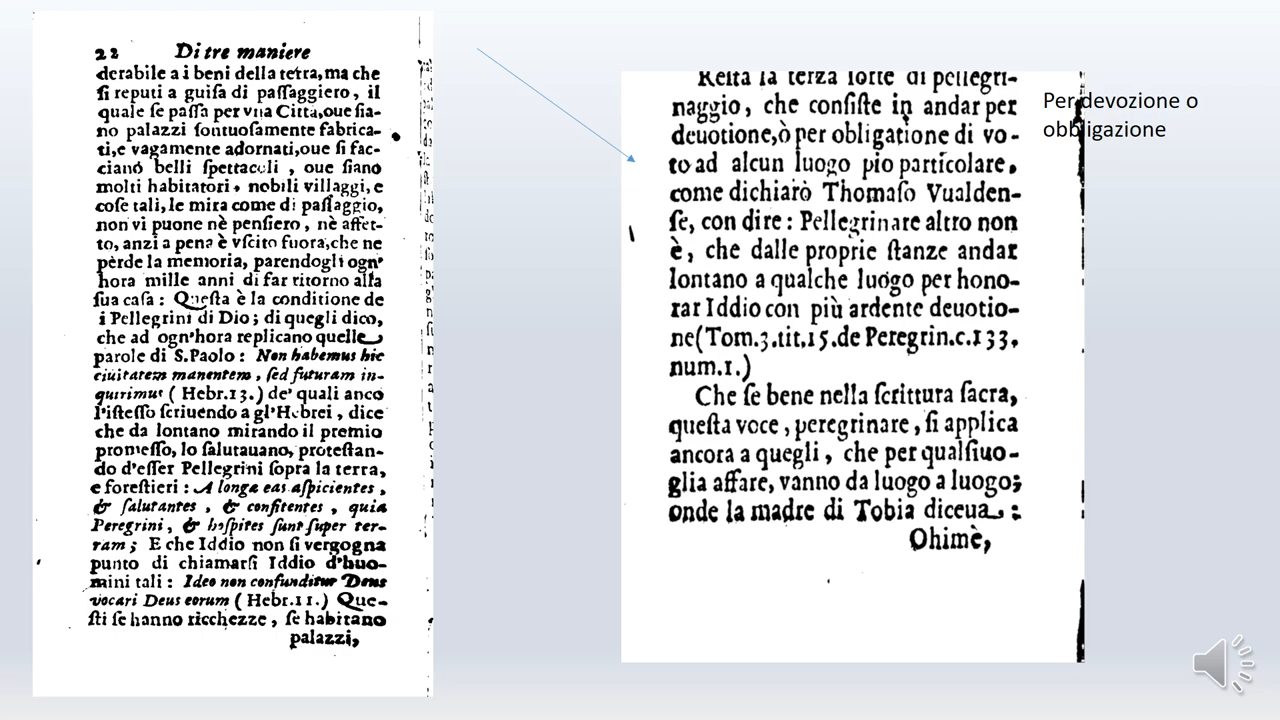 22 Di tre maniere
derabile a i beni della terra, ma che
ſi reputi a guiſa di paſſaggiero, il
quale ſe paſſa per vna Città, oue ſia-
no palazzi ſontuoſamente fabrica-
ti, e vagamente adornati, oue ſi fac-
ciano belli ſpettacoli, oue ſiano
molti habitatori, nobili villaggi, e
coſe tali, le mira come di paſſaggio,
non vi puone nè penſiero, nè affet-
to, anzi a pena è vſcito fuora, che ne
pèrde la memoria, parendogli ogn'
hora mille anni di far ritorno alla
ſua caſa: Queſta è la conditione de
i Pellegrini di Dio; di quegli dico,
che ad ogn'hora replicano quelle
parole di S. Paolo: Non habemus hic
ciuitatem manentem, ſed futuram in-
quirimus (Hebr. 13.) de' quali anco
l'iſteſſo ſcriuendo a gl'Hebrei, dice
che da lontano mirando il premio
promeſſo, lo ſalutauano, proteſtan-
do d'eſſer Pellegrini ſopra la terra,
e foreſtieri: A longa eas aſpicientes,
& ſalutantes, & confitentes, quia
Peregrini, & hoſpites ſunt ſuper ter-
ram; E che Iddio non ſi vergogna
punto di chiamarſi Iddio d'huo-
mini tali: Ideo non confunditur Deus
vocari Deus eorum (Hebr. 11.) Que-
ſti ſe hanno ricchezze, ſe habitano
palazzi,
Reſta la terza ſorte di pellegri-
naggio, che conſiſte in andar per
deuotione, ò per obligatione di vo-
to ad alcun luogo pio particolare,
come dichiarò Thomaſo Vualden-
ſe, con dire: Pellegrinare altro non
è, che dalle proprie ſtanze andar
lontano a qualche luogo per hono-
rar Iddio con più ardente deuotio-
ne (Tom. 3. tit. 15. de Peregrin. c. 133.
num. 1.)
Che ſe bene nella ſcrittura ſacra,
queſta voce, peregrinare, ſi applica
ancora a quegli, che per qualſiuo-
glia affare, vanno da luogo a luogo;
onde la madre di Tobia diceua:
Ohimè,
Per devozione o
obbligazione